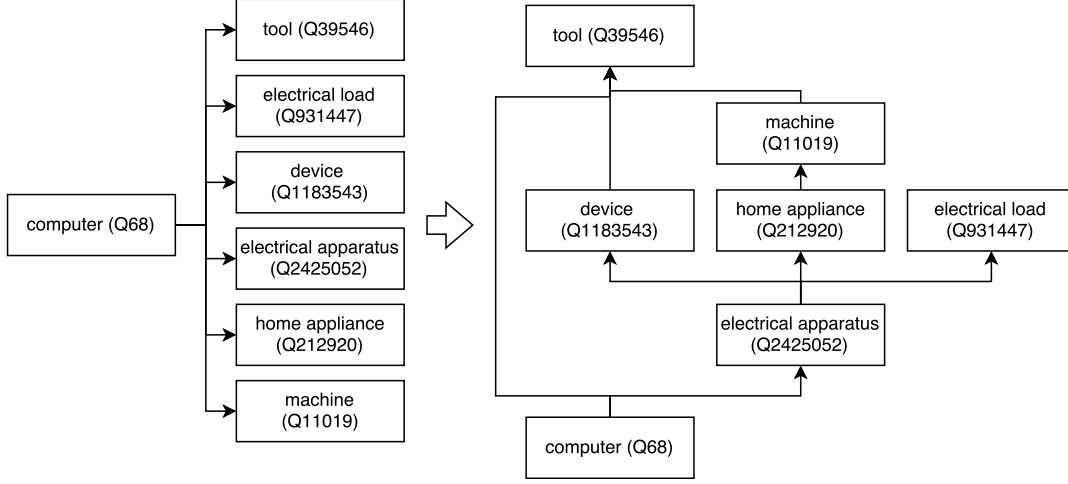 tool (Q39546)
electrical load
(Q931447)
device
(Q1183543)
computer (Q68)
electrical apparatus
(Q2425052)
home appliance
(Q212920)
machine
(Q11019)
tool (Q39546)
machine
(Q11019)
device
(Q1183543)
home appliance
(Q212920)
electrical load
(Q931447)
electrical apparatus
(Q2425052)
computer (Q68)